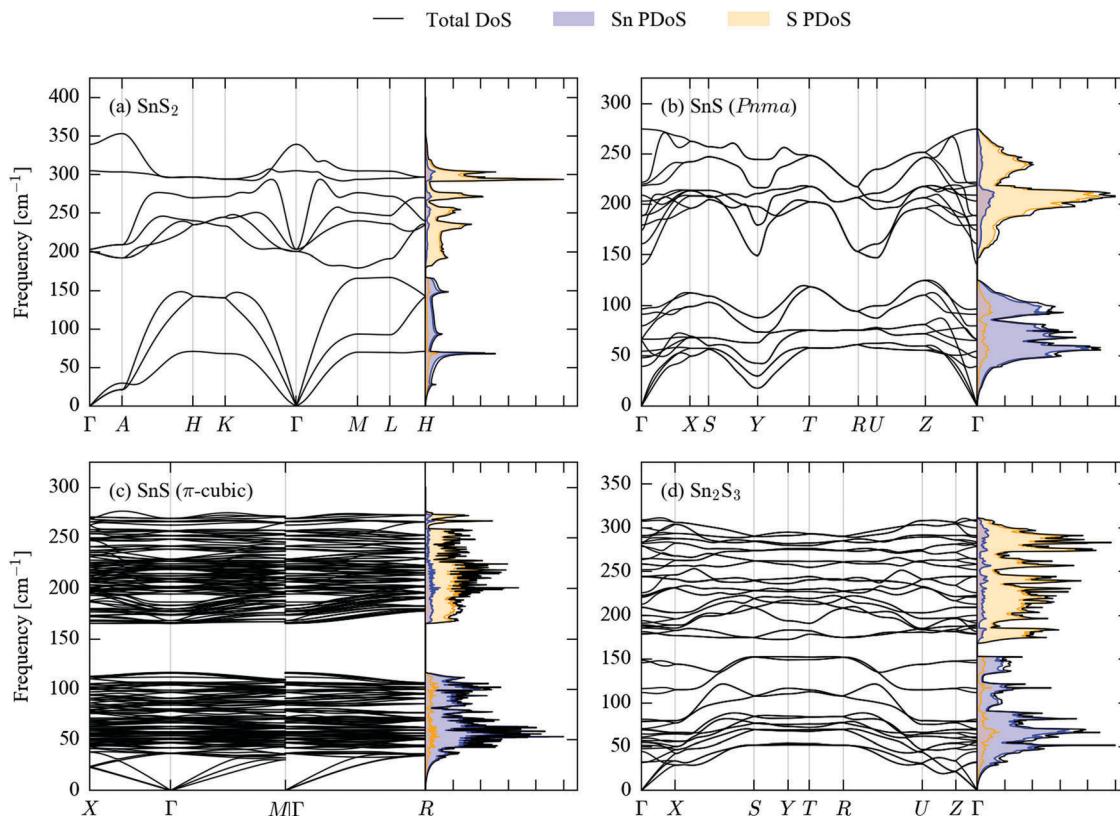 Total DoS Sn PDoS S PDoS
(a) SnS₂
Frequency [cm⁻¹]
400
350
300
250
200
150
100
50
0
Γ A H K Γ M L H
(b) SnS (Pnma)
300
250
200
150
100
50
0
Γ X S Y T R U Z Γ
(c) SnS (π-cubic)
Frequency [cm⁻¹]
300
250
200
150
100
50
0
X Γ M|Γ R
(d) Sn₂S₃
350
300
250
200
150
100
50
0
Γ X S Y T R U Z Γ